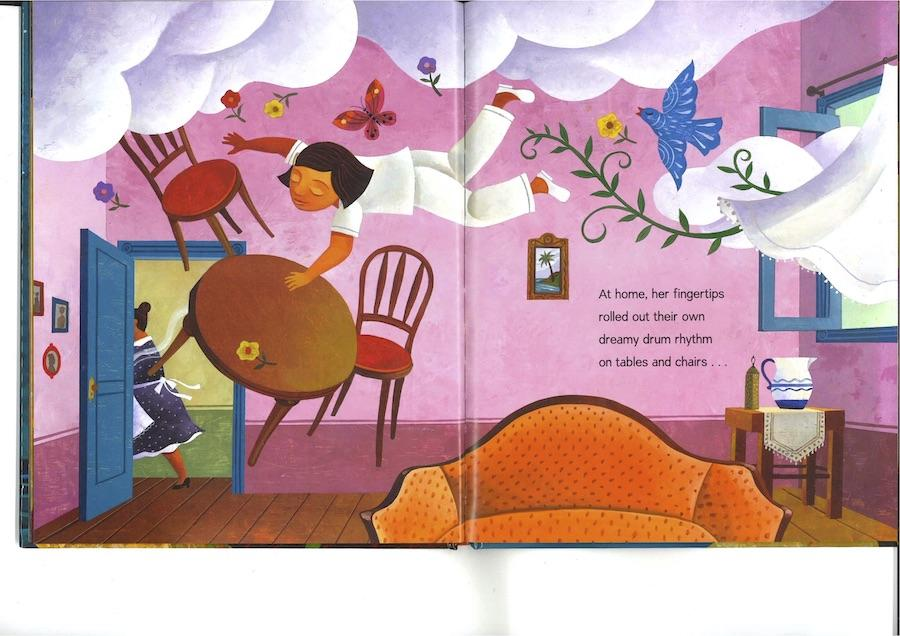 At home, her fingertips
rolled out their own
dreamy drum rhythm
on tables and chairs . . .